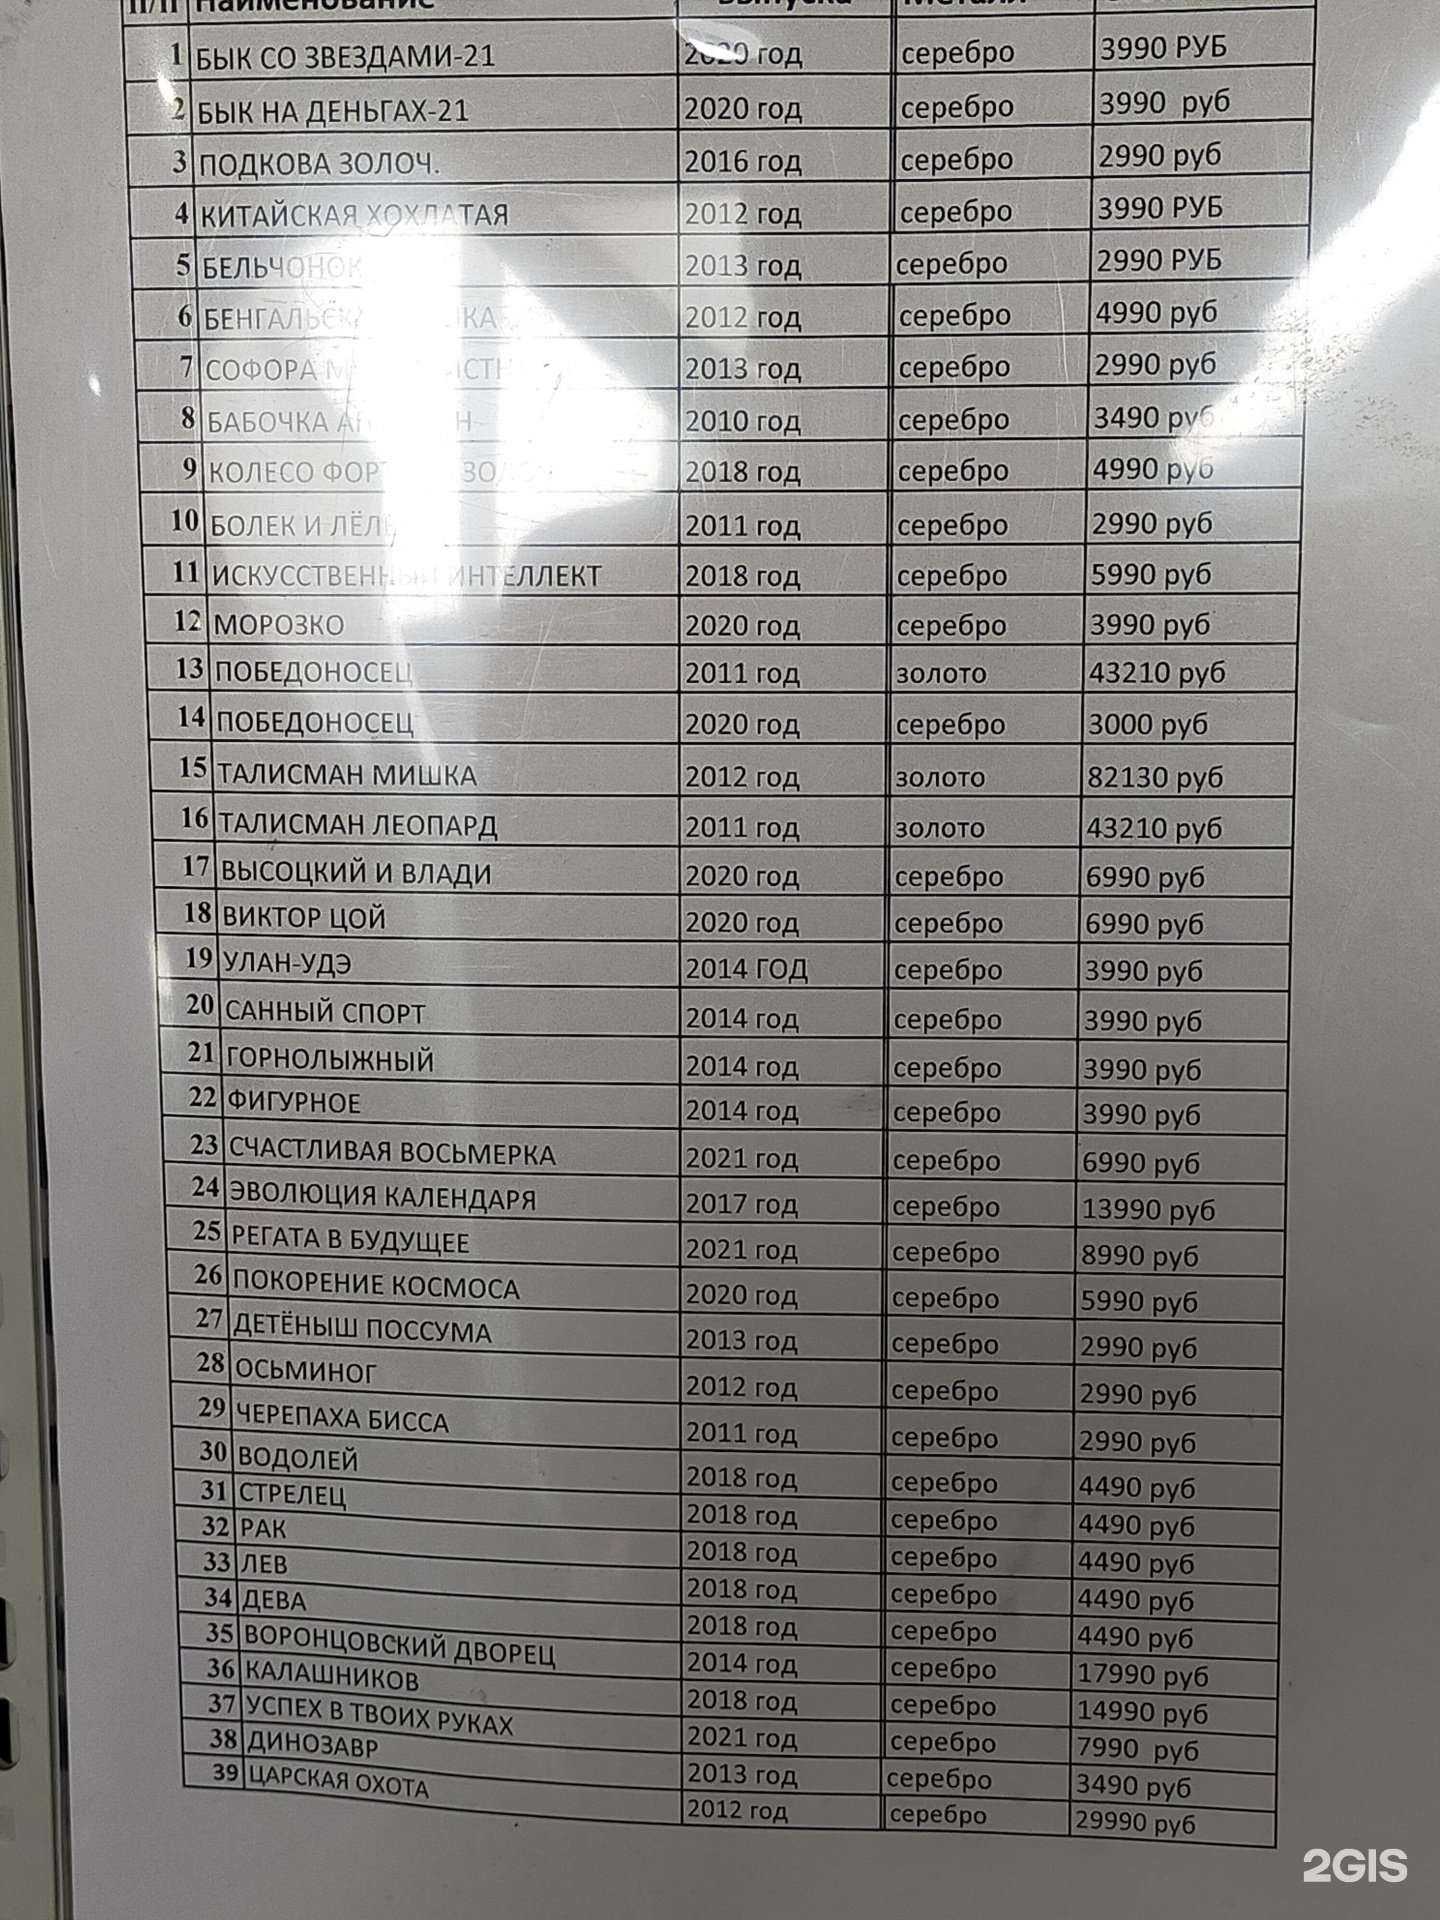 П/П Наименование выпуска Металл
1 БЫК СО ЗВЕЗДАМИ-21 2020 год серебро 3990 РУБ
2 БЫК НА ДЕНЬГАХ-21 2020 год серебро 3990 руб
3 ПОДКОВА ЗОЛОЧ. 2016 год серебро 2990 руб
4 КИТАЙСКАЯ ХОХЛАТАЯ 2012 год серебро 3990 РУБ
5 БЕЛЬЧОНОК 2013 год серебро 2990 РУБ
6 2012 год серебро 4990 руб
7 СОФОРА 2013 год серебро 2990 руб
8 БАБОЧКА 2010 год серебро 3490 руб
9 КОЛЕСО 2018 год серебро 4990 руб
10 БОЛЕК И 2011 год серебро 2990 руб
11 ИСКУССТВЕННЫЙ ИНТЕЛЛЕКТ 2018 год серебро 5990 руб
12 МОРОЗКО 2020 год серебро 3990 руб
13 ПОБЕДОНОСЕЦ 2011 год золото 43210 руб
14 ПОБЕДОНОСЕЦ 2020 год серебро 3000 руб
15 ТАЛИСМАН МИШКА 2012 год золото 82130 руб
16 ТАЛИСМАН ЛЕОПАРД 2011 год золото 43210 руб
17 ВЫСОЦКИЙ И ВЛАДИ 2020 год серебро 6990 руб
18 ВИКТОР ЦОЙ 2020 год серебро 6990 руб
19 УЛАН-УДЭ 2014 ГОД серебро 3990 руб
20 САННЫЙ СПОРТ 2014 год серебро 3990 руб
21 ГОРНОЛЫЖНЫЙ 2014 год серебро 3990 руб
22 ФИГУРНОЕ 2014 год серебро 3990 руб
23 СЧАСТЛИВАЯ ВОСЬМЕРКА 2021 год серебро 6990 руб
24 ЭВОЛЮЦИЯ КАЛЕНДАРЯ 2017 год серебро 13990 руб
25 РЕГАТА В БУДУЩЕЕ 2021 год серебро 8990 руб
26 ПОКОРЕНИЕ КОСМОСА 2020 год серебро 5990 руб
27 ДЕТЁНЫШ ПОССУМА 2013 год серебро 2990 руб
28 ОСЬМИНОГ 2012 год серебро 2990 руб
29 ЧЕРЕПАХА БИССА 2011 год серебро 2990 руб
30 ВОДОЛЕЙ 2018 год серебро 4490 руб
31 СТРЕЛЕЦ 2018 год серебро 4490 руб
32 РАК 2018 год серебро 4490 руб
33 ЛЕВ 2018 год серебро 4490 руб
34 ДЕВА 2018 год серебро 4490 руб
35 ВОРОНЦОВСКИЙ ДВОРЕЦ 2014 год серебро 17990 руб
36 КАЛАШНИКОВ 2018 год серебро 14990 руб
37 УСПЕХ В ТВОИХ РУКАХ 2021 год серебро 7990 руб
38 ДИНОЗАВР 2013 год серебро 3490 руб
39 ЦАРСКАЯ ОХОТА 2012 год серебро 29990 руб
2GIS